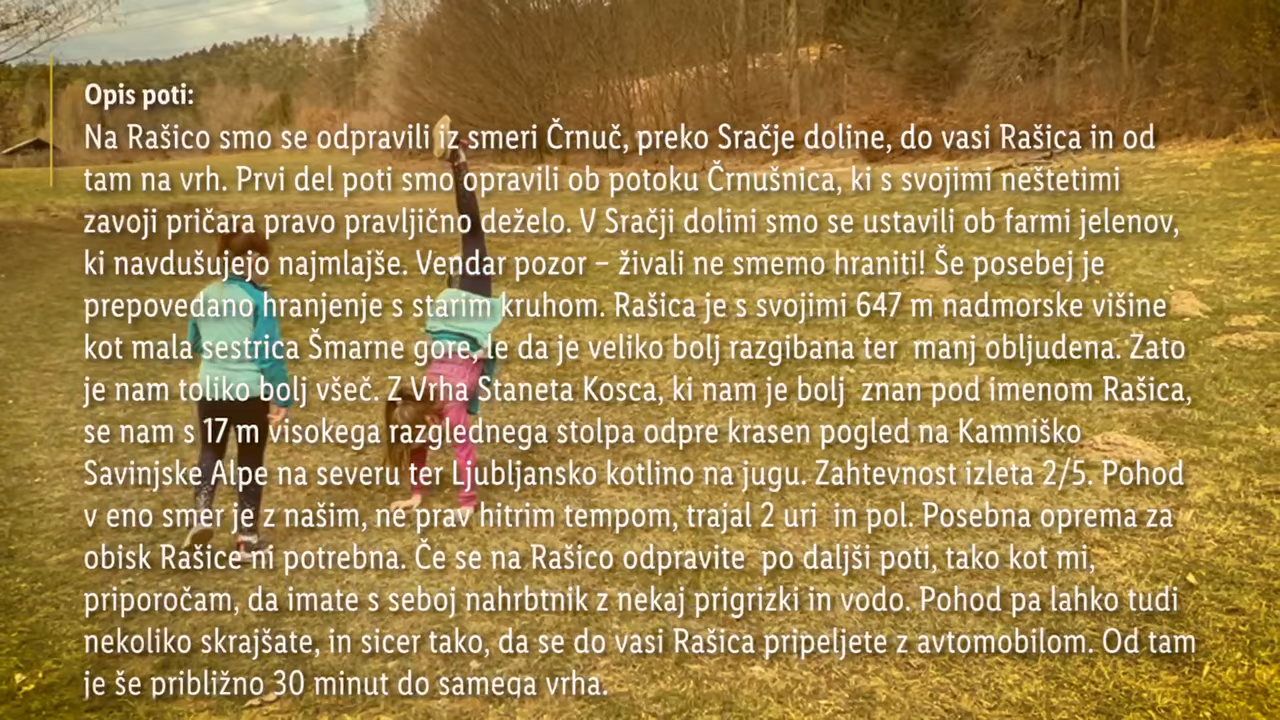 Opis poti:
Na Rašico smo se odpravili iz smeri Črnuč, preko Sračje doline, do vasi Rašica in od
tam na vrh. Prvi del poti smo opravili ob potoku Črnušnica, ki s svojimi neštetimi
zavoji pričara pravo pravljično deželo. V Sračji dolini smo se ustavili ob farmi jelenov,
ki navdušujejo najmlajše. Vendar pozor – živali ne smemo hraniti! Še posebej je
prepovedano hranjenje s starim kruhom. Rašica je s svojimi 647 m nadmorske višine
kot mala sestrica Šmarne gore, le da je veliko bolj razgibana ter manj obljudena. Zato
je nam toliko bolj všeč. Z Vrha Staneta Kosca, ki nam je bolj znan pod imenom Rašica,
se nam s 17 m visokega razglednega stolpa odpre krasen pogled na Kamniško
Savinjske Alpe na severu ter Ljubljansko kotlino na jugu. Zahtevnost izleta 2/5. Pohod
v eno smer je z našim, ne prav hitrim tempom, trajal 2 uri in pol. Posebna oprema za
obisk Rašice ni potrebna. Če se na Rašico odpravite po daljši poti, tako kot mi,
priporočam, da imate s seboj nahrbtnik z nekaj prigrizki in vodo. Pohod pa lahko tudi
nekoliko skrajšate, in sicer tako, da se do vasi Rašica pripeljete z avtomobilom. Od tam
je še približno 30 minut do samega vrha.